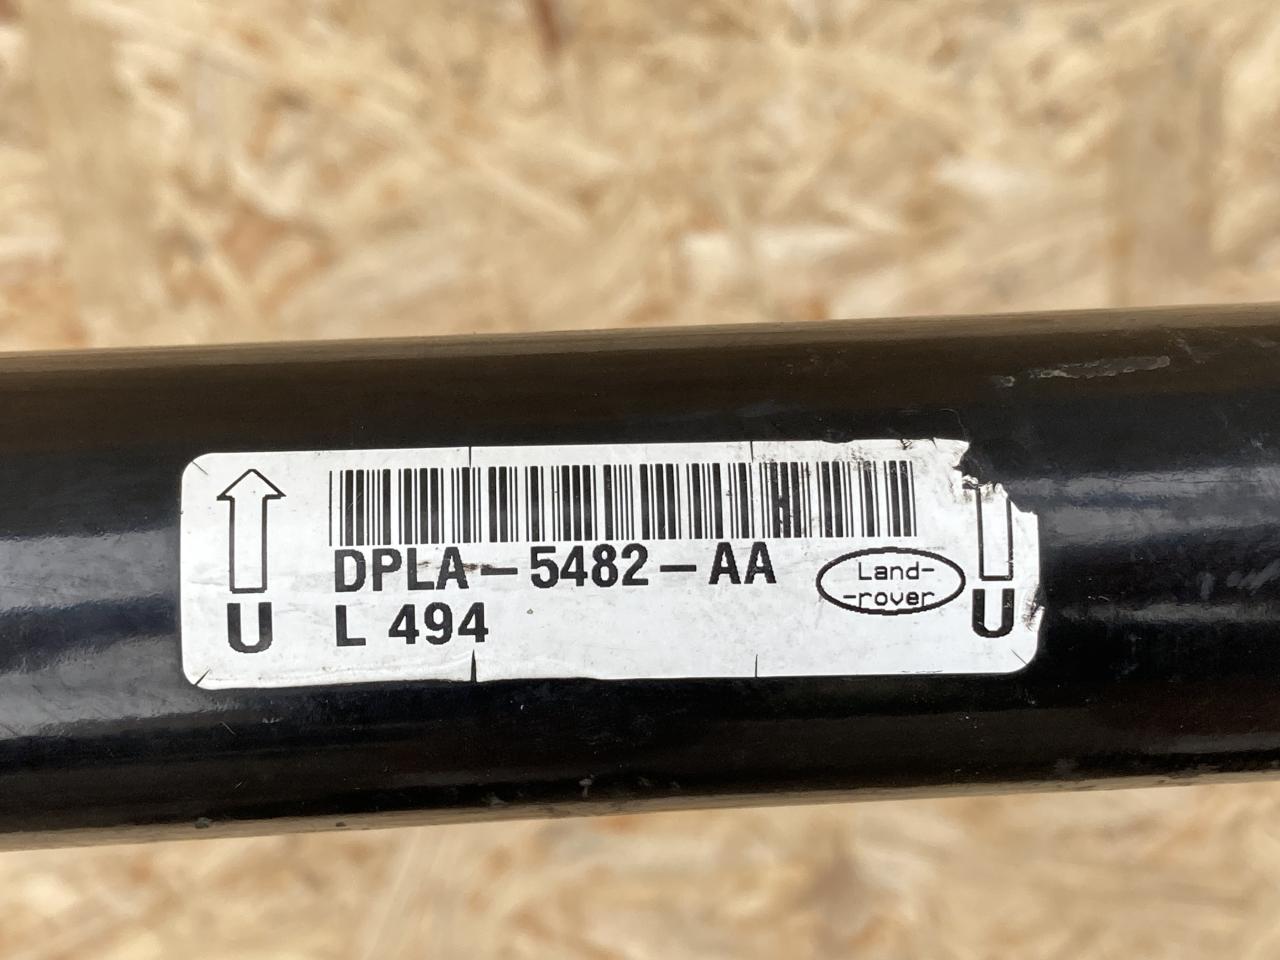 DPLA-5482-AA
L 494
Land-
-rover
U
U